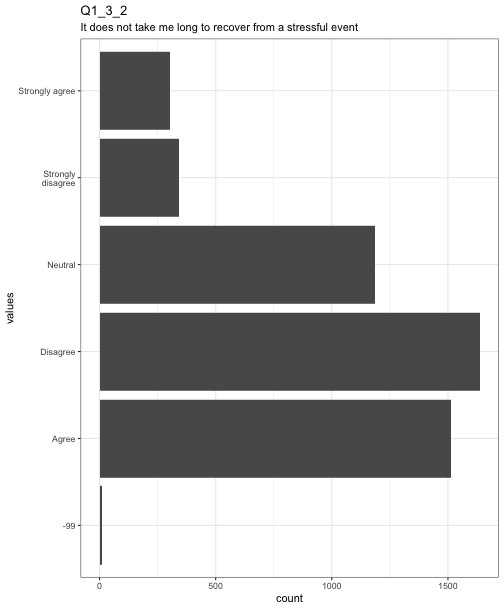 Q1_3_2
It does not take me long to recover from a stressful event
Strongly agree
Strongly
disagree
Neutral
Disagree
Agree
-99
values
0 500 1000 1500
count